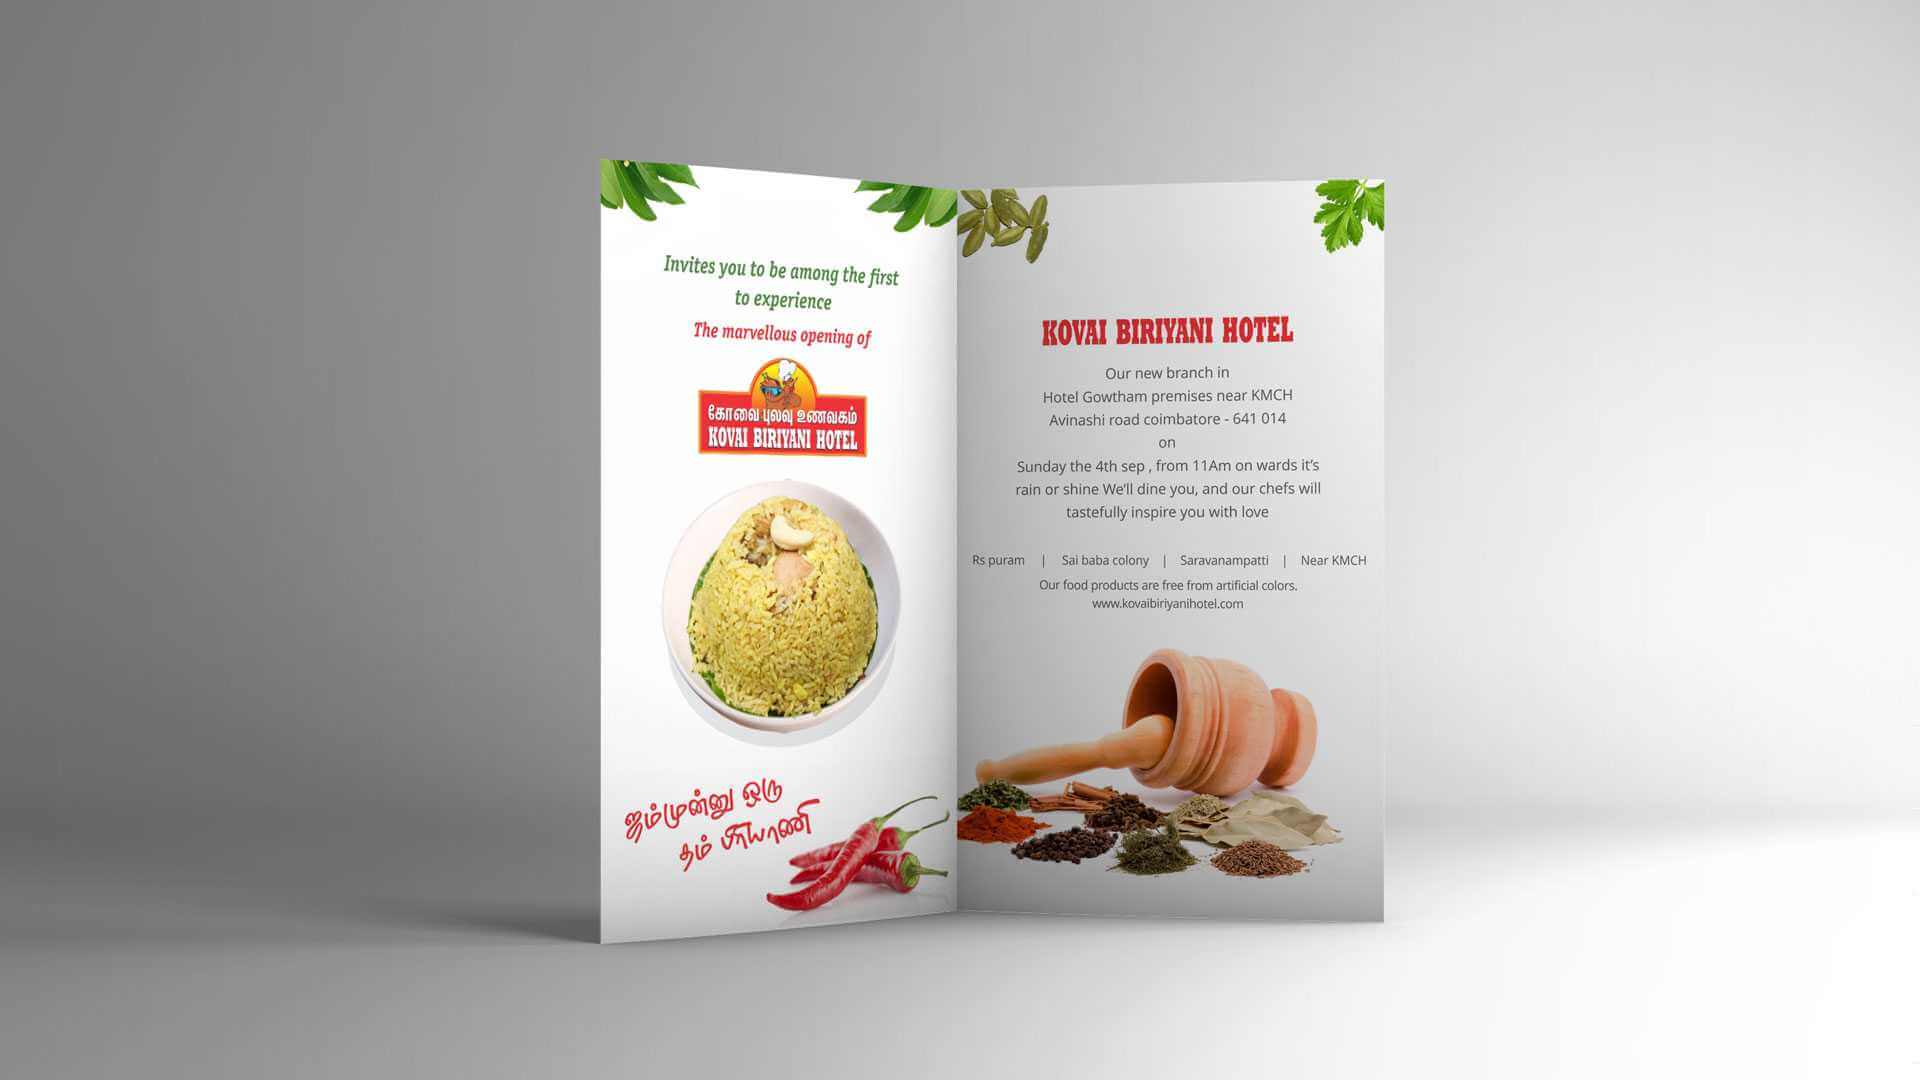 Invites you to be among the first
to experience
The marvellous opening of
கோவை புலவு உணவகம்
KOVAI BIRIYANI HOTEL
ஜம்முன்னு ஒரு
தம் பிரியாணி
KOVAI BIRIYANI HOTEL
Our new branch in
Hotel Gowtham premises near KMCH
Avinashi road coimbatore - 641 014
on
Sunday the 4th sep , from 11Am on wards it's
rain or shine We'll dine you, and our chefs will
tastefully inspire you with love
Rs puram | Sai baba colony | Saravanampatti | Near KMCH
Our food products are free from artificial colors.
www.kovaibiriyanihotel.com